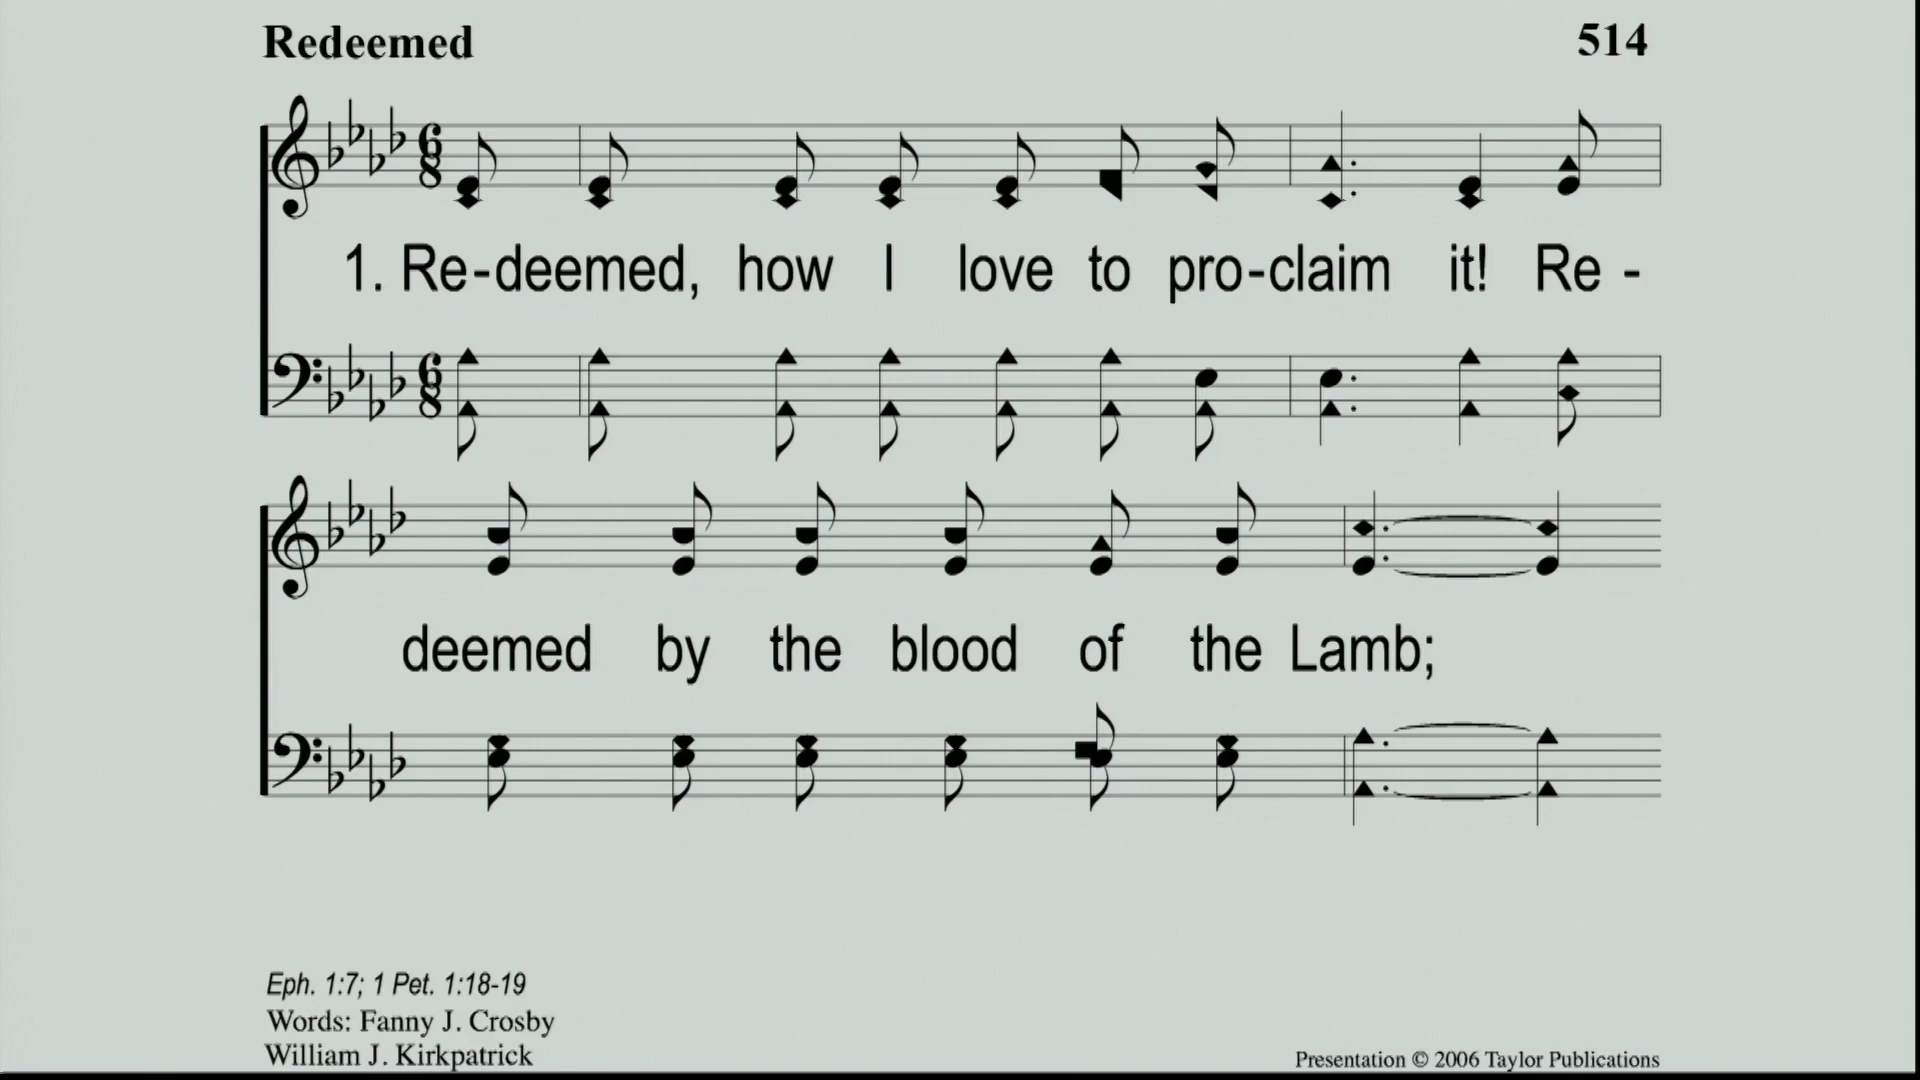 Redeemed 514
1. Re-deemed, how I love to pro-claim it! Re -
deemed by the blood of the Lamb;
Eph. 1:7; 1 Pet. 1:18-19
Words: Fanny J. Crosby
William J. Kirkpatrick
Presentation © 2006 Taylor Publications